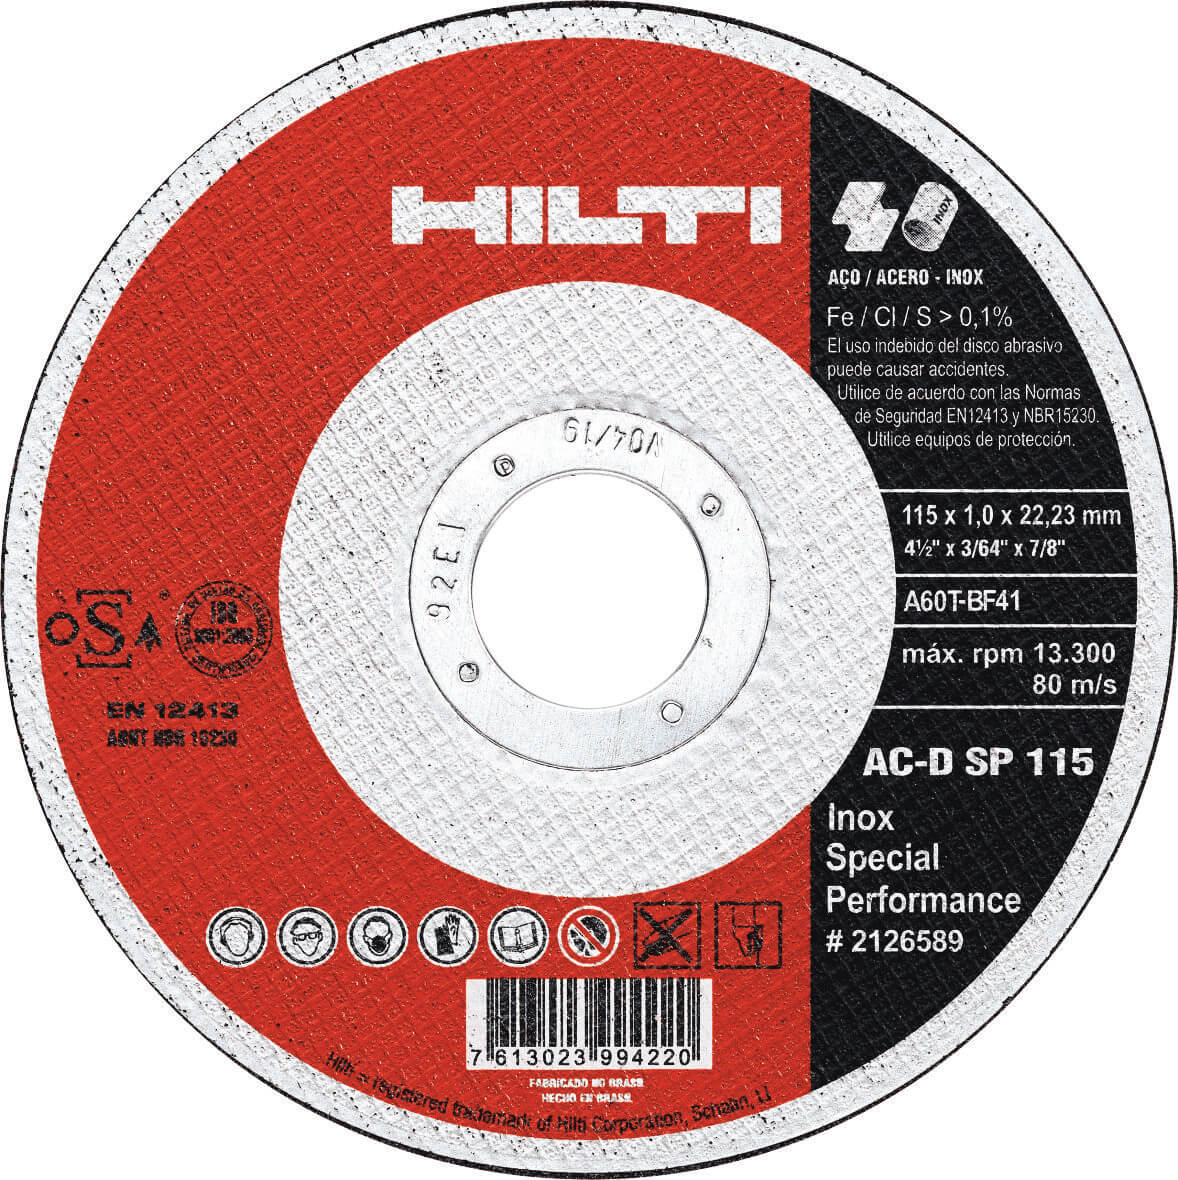 HILTI
INOX
AÇO / ACERO - INOX
Fe / Cl / S > 0,1%
El uso indebido del disco abrasivo
puede causar accidentes.
Utilice de acuerdo con las Normas
de Seguridad EN12413 y NBR15230.
Utilice equipos de protección.
V04/19
P
92E1
115 x 1,0 x 22,23 mm
4½" x 3/64" x 7/8"
A60T-BF41
máx. rpm 13.300
80 m/s
oSa
EN 12413
ABNT NBR 15230
AC-D SP 115
Inox
Special
Performance
# 2126589
7 613023 994220
FABRICADO NO BRASIL
HECHO EN BRASIL
Hilti = registered trademark of Hilti Corporation, Schaan, LI